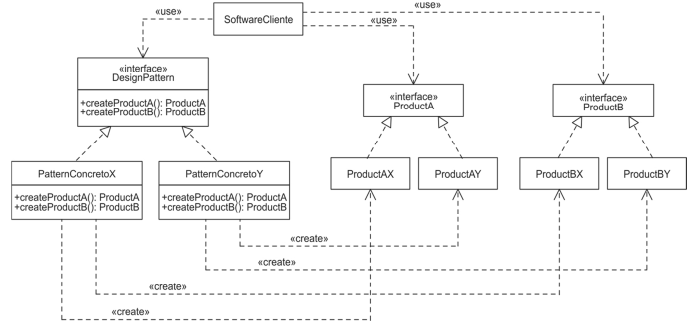 SoftwareCliente
«use»
«use»
«use»
«interface»
DesignPattern
+createProductA(): ProductA
+createProductB(): ProductB
«interface»
ProductA
«interface»
ProductB
PatternConcretoX
+createProductA(): ProductA
+createProductB(): ProductB
PatternConcretoY
+createProductA(): ProductA
+createProductB(): ProductB
ProductAX
ProductAY
ProductBX
ProductBY
«create»
«create»
«create»
«create»